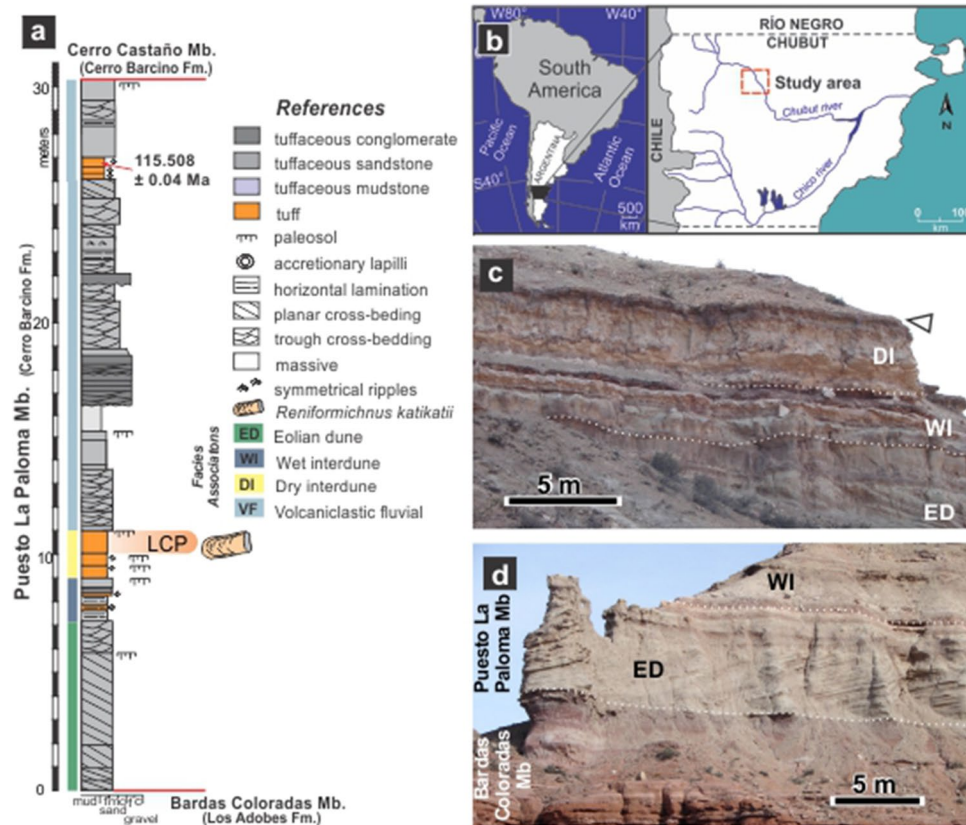 a
Cerro Castaño Mb.
(Cerro Barcino Fm.)
30
meters
115.508
± 0.04 Ma
20
Puesto La Paloma Mb. (Cerro Barcino Fm.)
10
LCP
0
mud
sand
gravel
Bardas Coloradas Mb.
(Los Adobes Fm.)
References
tuffaceous conglomerate
tuffaceous sandstone
tuffaceous mudstone
tuff
paleosol
accretionary lapilli
horizontal lamination
planar cross-beding
trough cross-bedding
massive
symmetrical ripples
Reniformichnus katikatii
Facies
Associatons
ED Eolian dune
WI Wet interdune
DI Dry interdune
VF Volcaniclastic fluvial
b
W80°
W40°
South
America
Pacific
Ocean
ARGENTINA
Atlantic
Ocean
S40°
500
km
RÍO NEGRO
CHUBUT
Study area
Chubut river
CHILE
Chico river
N
0 100
km
c
DI
WI
ED
5 m
d
WI
ED
Puesto La
Paloma Mb
Bardas
Coloradas
Mb
5 m